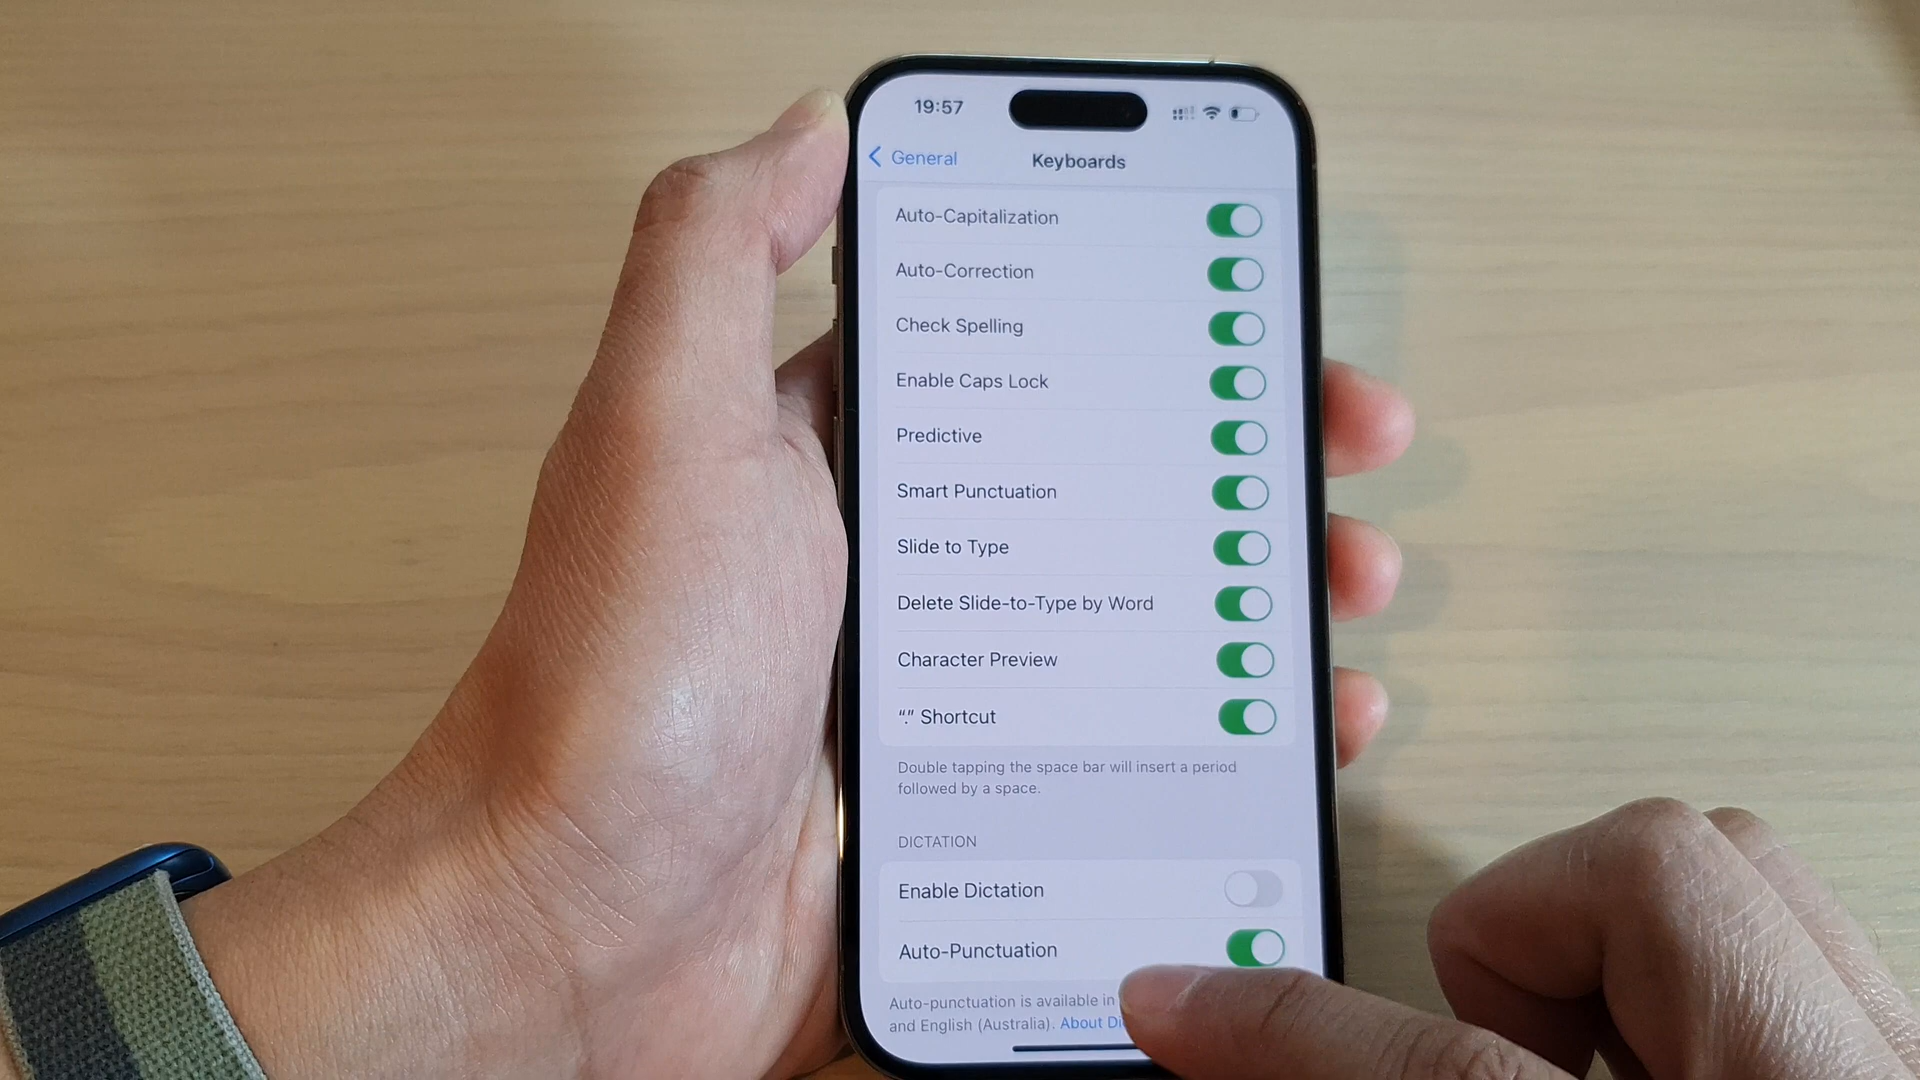 19:57
General
Keyboards
Auto-Capitalization
Auto-Correction
Check Spelling
Enable Caps Lock
Predictive
Smart Punctuation
Slide to Type
Delete Slide-to-Type by Word
Character Preview
“.” Shortcut
Double tapping the space bar will insert a period
followed by a space.
DICTATION
Enable Dictation
Auto-Punctuation
Auto-punctuation is available in
and English (Australia). About